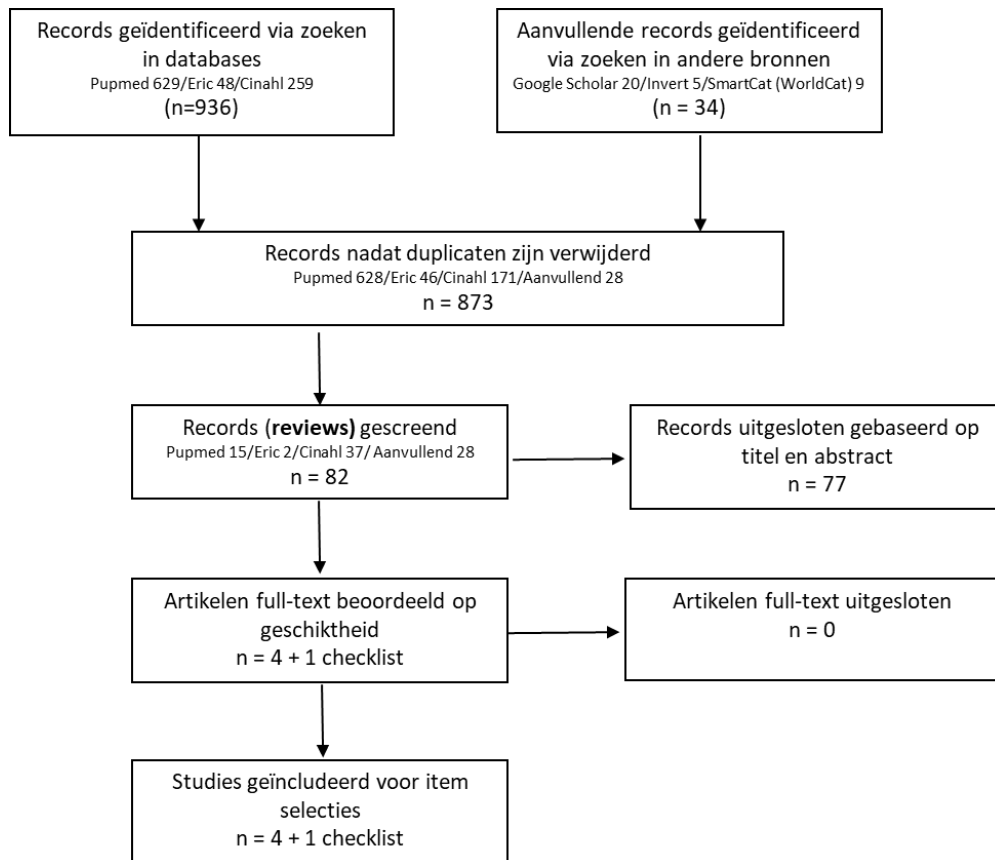 Records geïdentificeerd via zoeken
in databases
Pupmed 629/Eric 48/Cinahl 259
(n=936)
Aanvullende records geïdentificeerd
via zoeken in andere bronnen
Google Scholar 20/Invert 5/SmartCat (WorldCat) 9
(n = 34)
Records nadat duplicaten zijn verwijderd
Pupmed 628/Eric 46/Cinahl 171/Aanvullend 28
n = 873
Records (reviews) gescreend
Pupmed 15/Eric 2/Cinahl 37/ Aanvullend 28
n = 82
Records uitgesloten gebaseerd op
titel en abstract
n = 77
Artikelen full-text beoordeeld op
geschiktheid
n = 4 + 1 checklist
Artikelen full-text uitgesloten
n = 0
Studies geïncludeerd voor item
selecties
n = 4 + 1 checklist